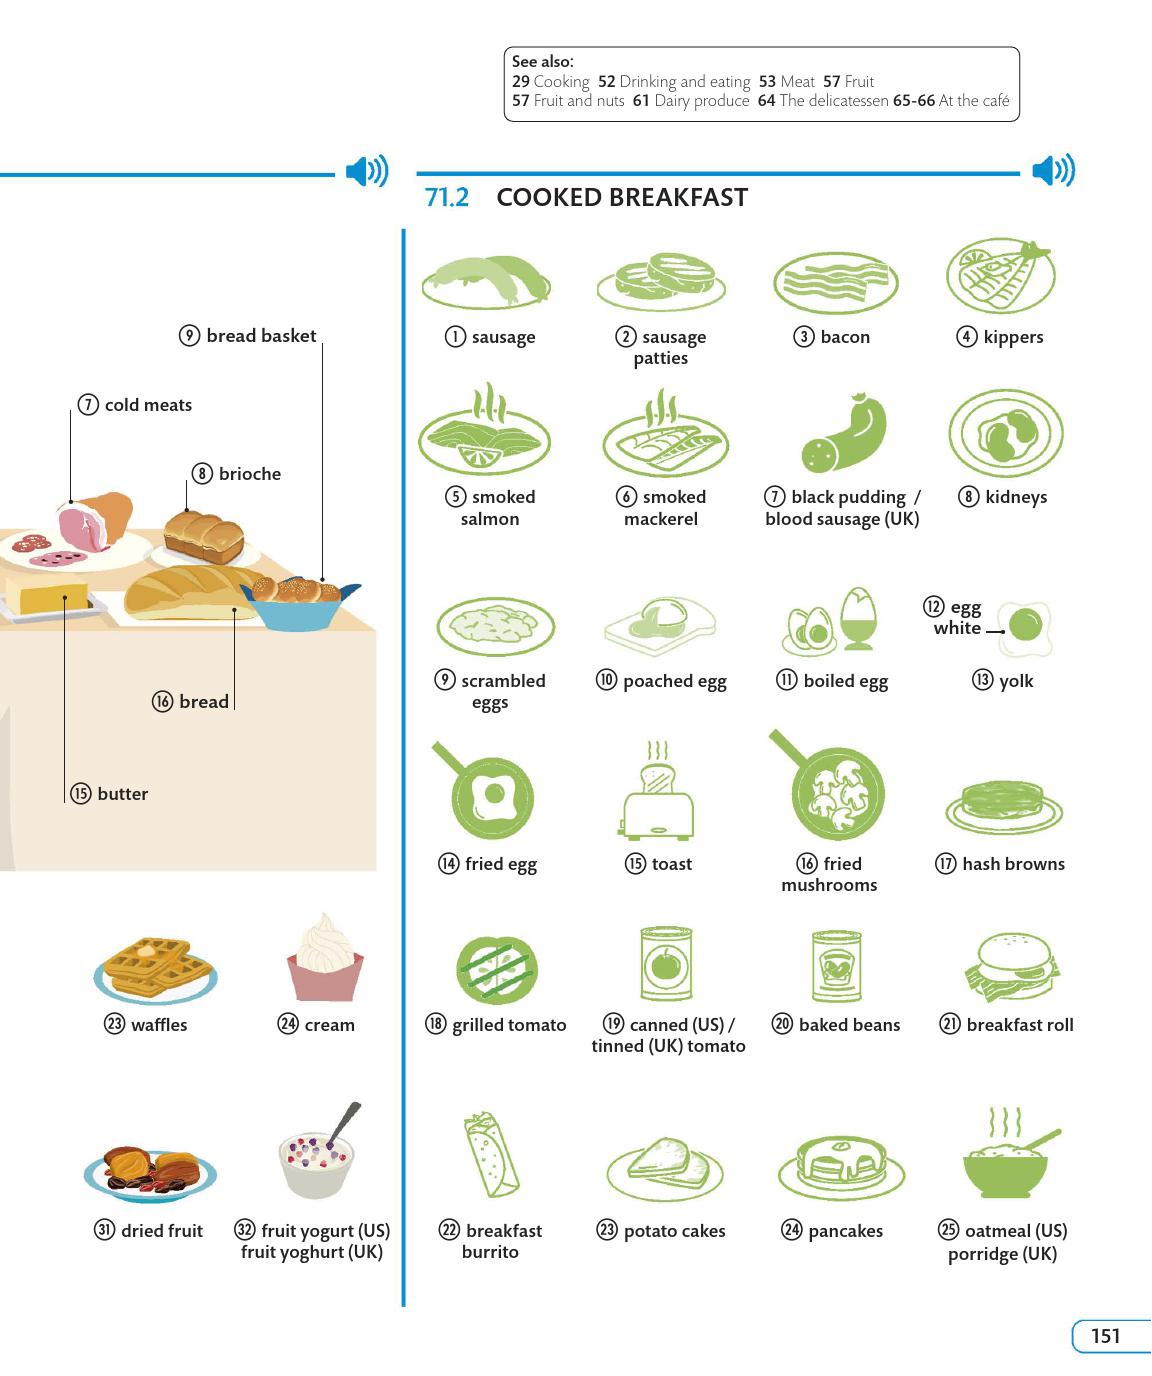 See also:
29 Cooking 52 Drinking and eating 53 Meat 57 Fruit
57 Fruit and nuts 61 Dairy produce 64 The delicatessen 65-66 At the café
71.2 COOKED BREAKFAST
⑨ bread basket
⑦ cold meats
⑧ brioche
⑯ bread
⑮ butter
㉓ waffles
㉔ cream
㉛ dried fruit
㉜ fruit yogurt (US)
fruit yoghurt (UK)
① sausage
② sausage
patties
③ bacon
④ kippers
⑤ smoked
salmon
⑥ smoked
mackerel
⑦ black pudding /
blood sausage (UK)
⑧ kidneys
⑨ scrambled
eggs
⑩ poached egg
⑪ boiled egg
⑫ egg
white
⑬ yolk
⑭ fried egg
⑮ toast
⑯ fried
mushrooms
⑰ hash browns
⑱ grilled tomato
⑲ canned (US) /
tinned (UK) tomato
⑳ baked beans
㉑ breakfast roll
㉒ breakfast
burrito
㉓ potato cakes
㉔ pancakes
㉕ oatmeal (US)
porridge (UK)
151